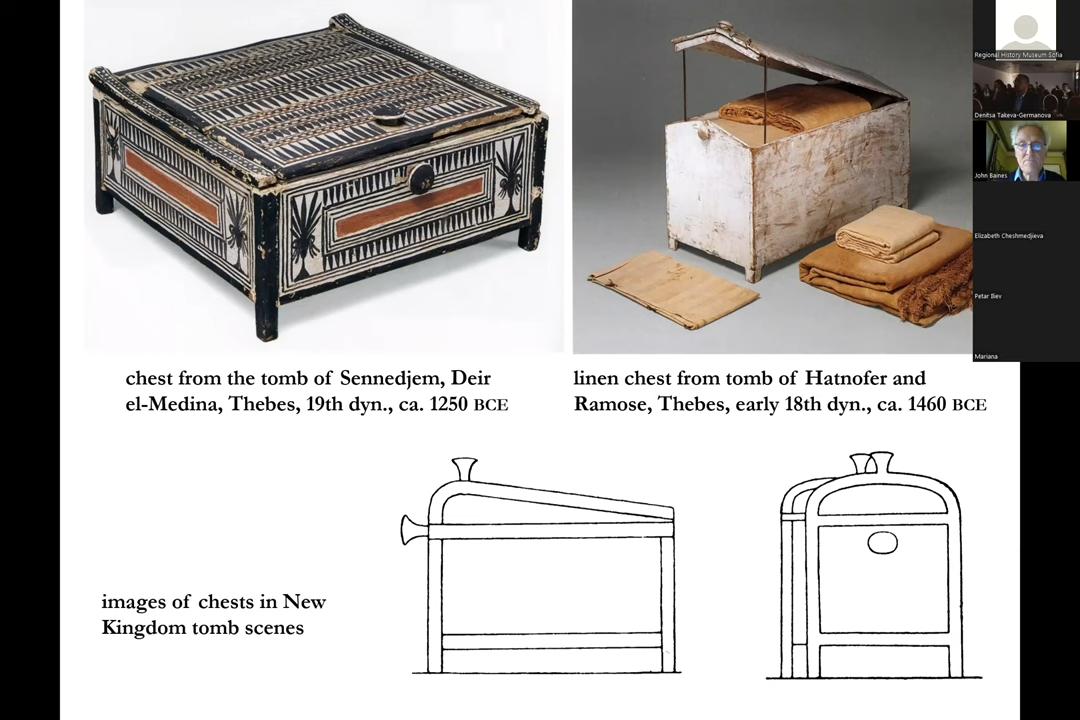 chest from the tomb of Sennedjem, Deir
el-Medina, Thebes, 19th dyn., ca. 1250 BCE
linen chest from tomb of Hatnofer and
Ramose, Thebes, early 18th dyn., ca. 1460 BCE
images of chests in New
Kingdom tomb scenes
Regional History Museum Sofia
Denitsa Takeva-Germanova
John Baines
Elizabeth Cheshmedjieva
Petar Iliev
Mariana